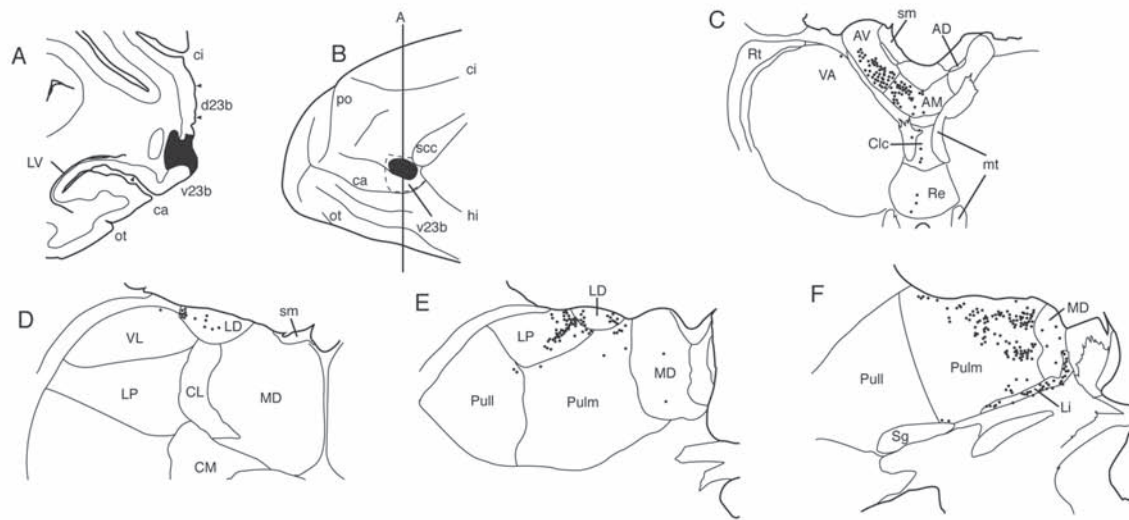 A
ci
d23b
LV
v23b
ca
ot
B
A
po
ci
scc
ca
ot
v23b
hi
C
sm
AD
AV
Rt
VA
AM
Clc
mt
Re
D
sm
LD
VL
LP
CL
MD
CM
E
LD
LP
MD
Pull
Pulm
F
MD
Pull
Pulm
Li
Sg